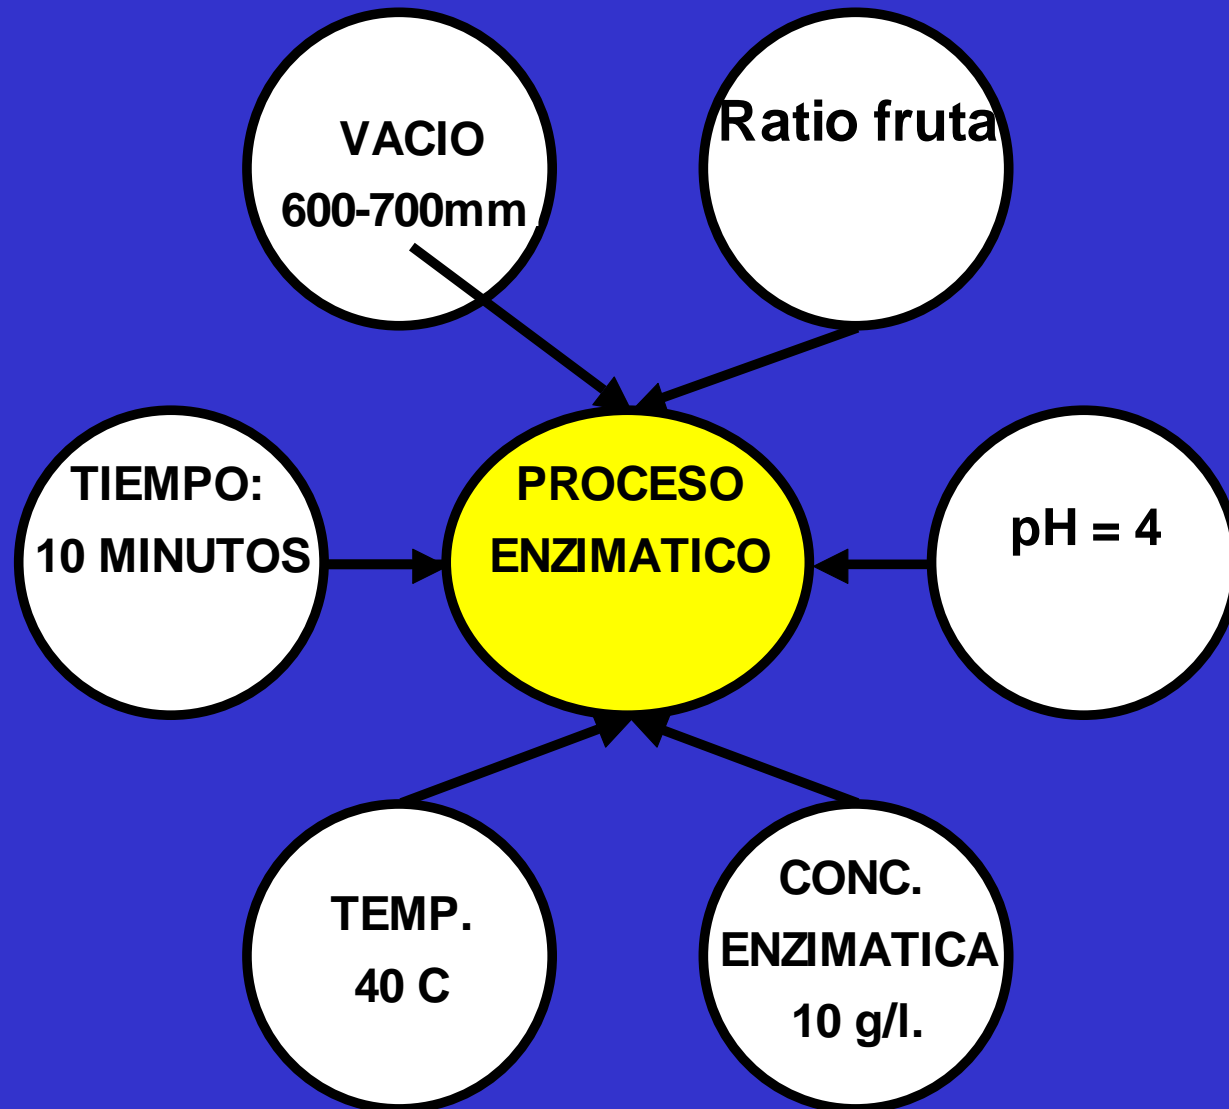 VACIO
600-700mm
Ratio fruta
TIEMPO:
10 MINUTOS
PROCESO
ENZIMATICO
pH = 4
TEMP.
40 C
CONC.
ENZIMATICA
10 g/l.